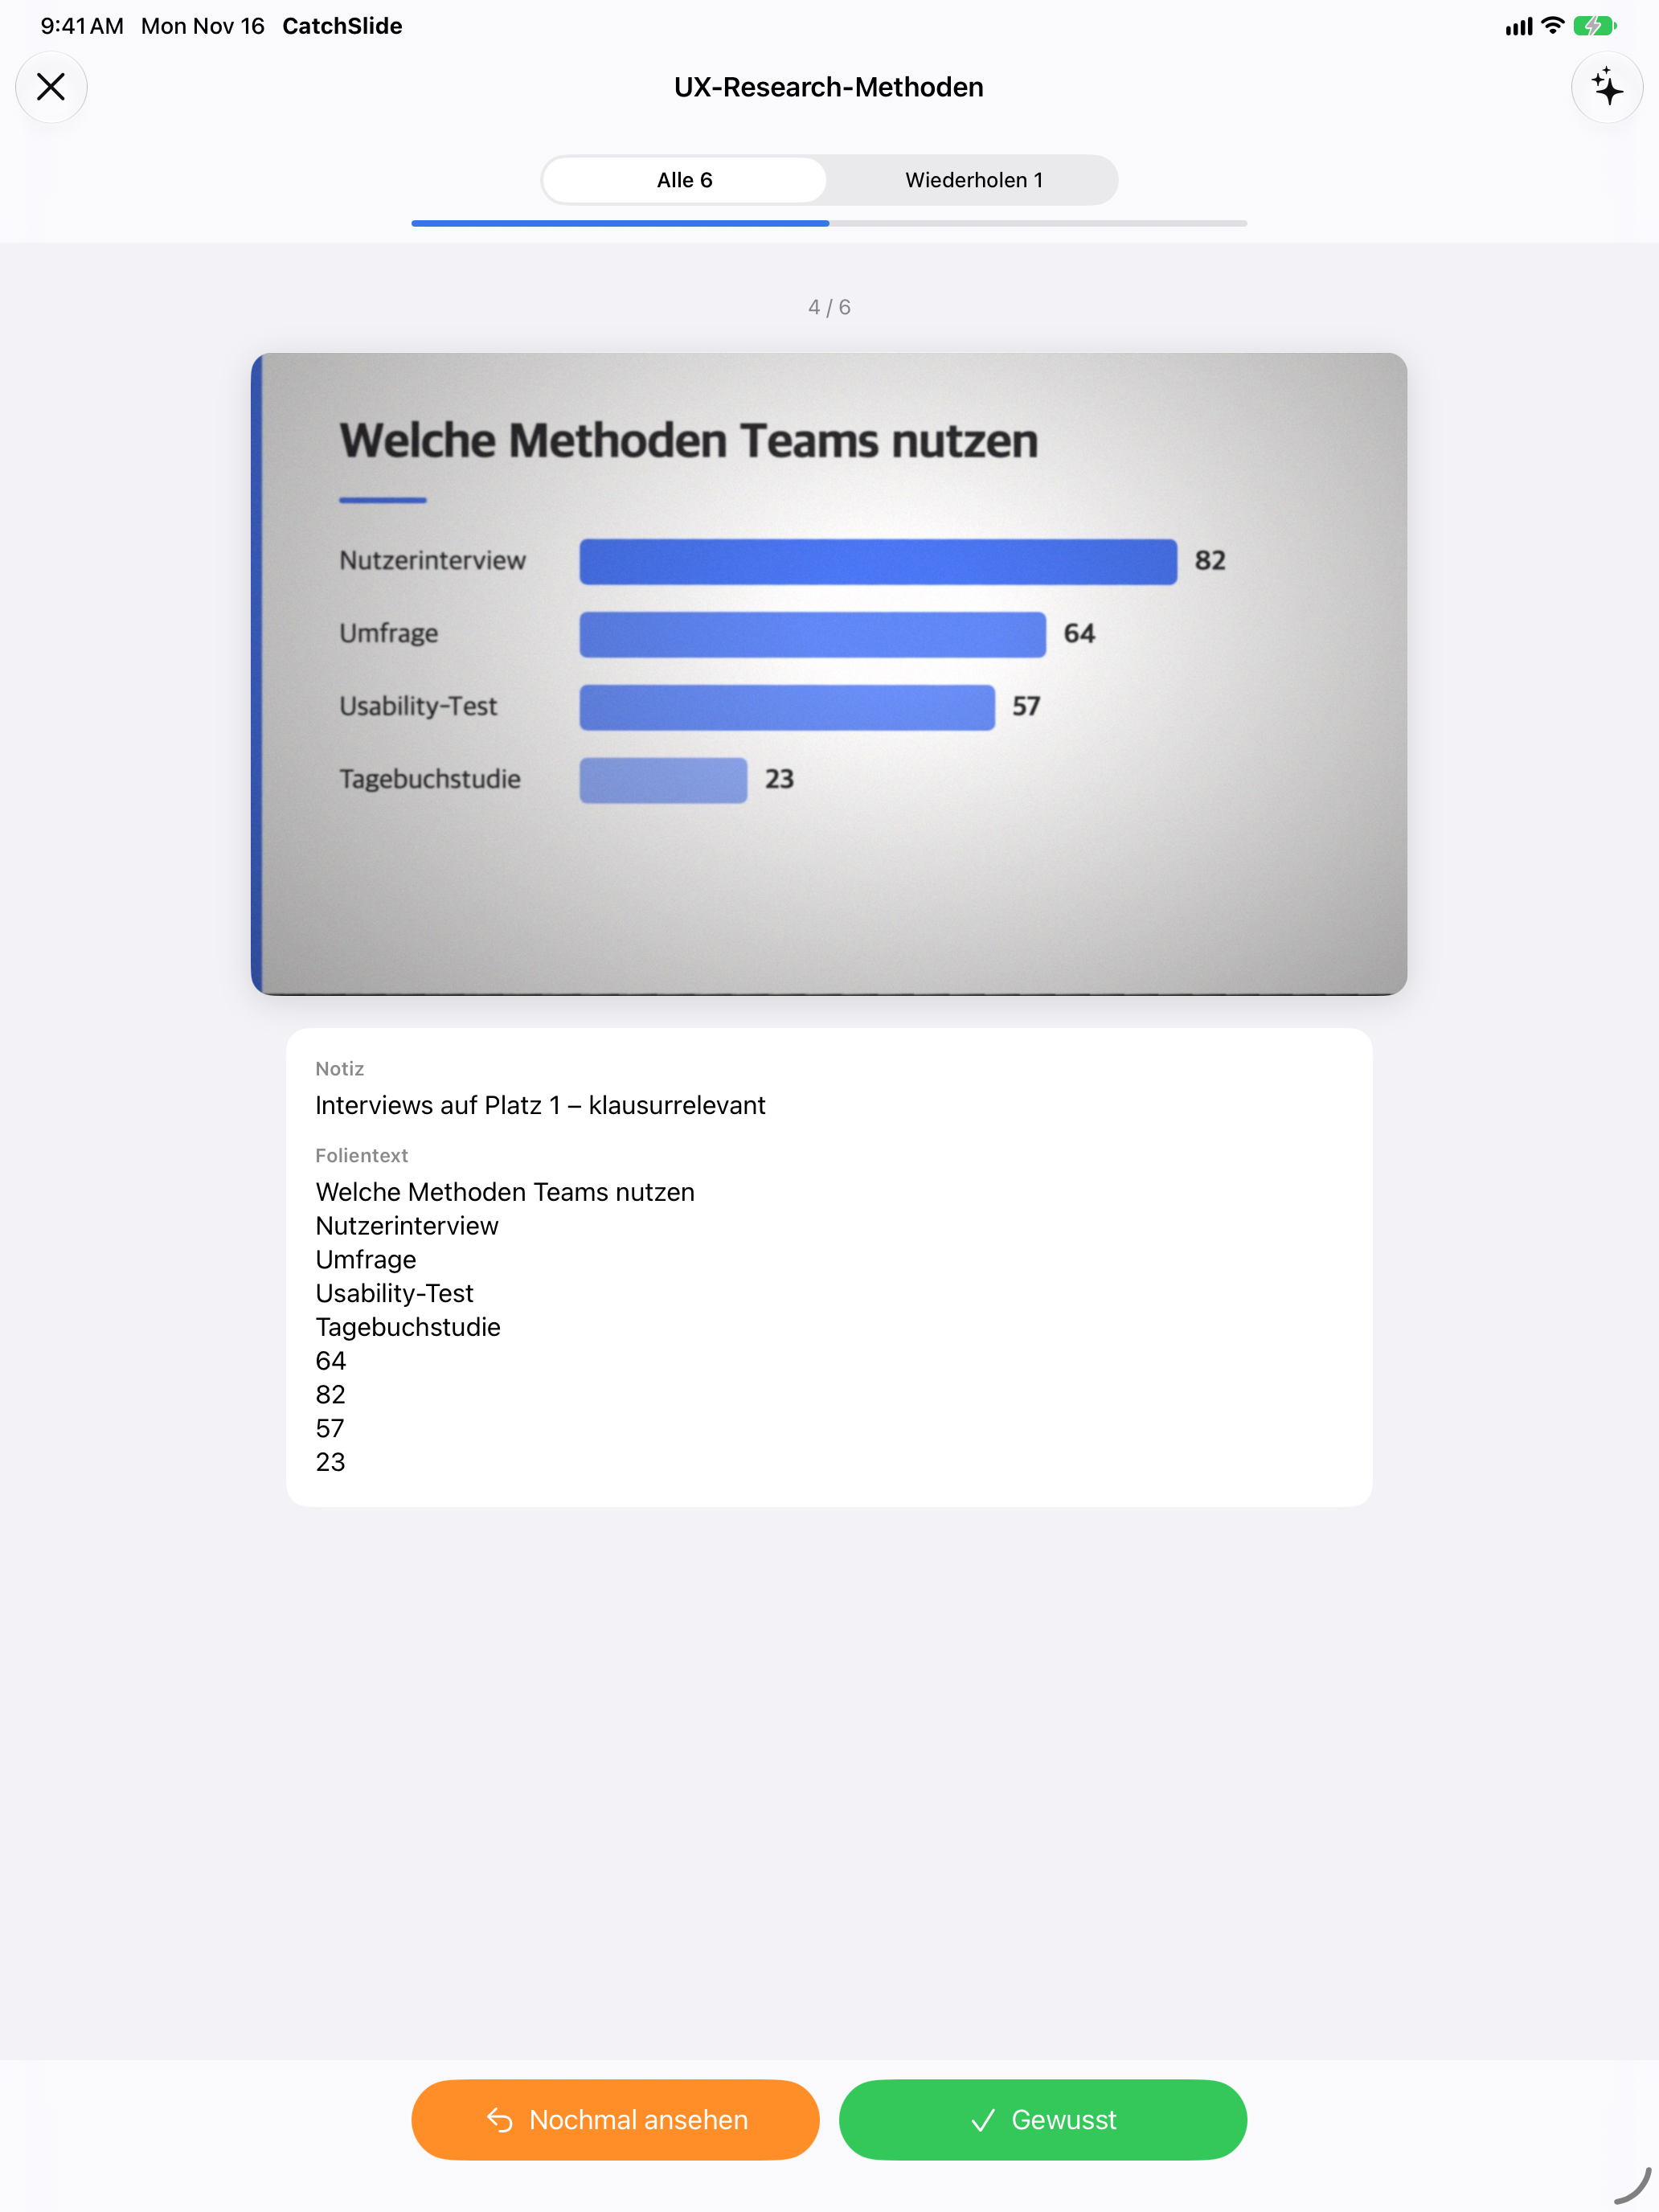 9:41 AM Mon Nov 16 CatchSlide
UX-Research-Methoden
Alle 6 Wiederholen 1
4 / 6
Welche Methoden Teams nutzen
Nutzerinterview 82
Umfrage 64
Usability-Test 57
Tagebuchstudie 23
Notiz
Interviews auf Platz 1 – klausurrelevant
Folientext
Welche Methoden Teams nutzen
Nutzerinterview
Umfrage
Usability-Test
Tagebuchstudie
64
82
57
23
Nochmal ansehen Gewusst